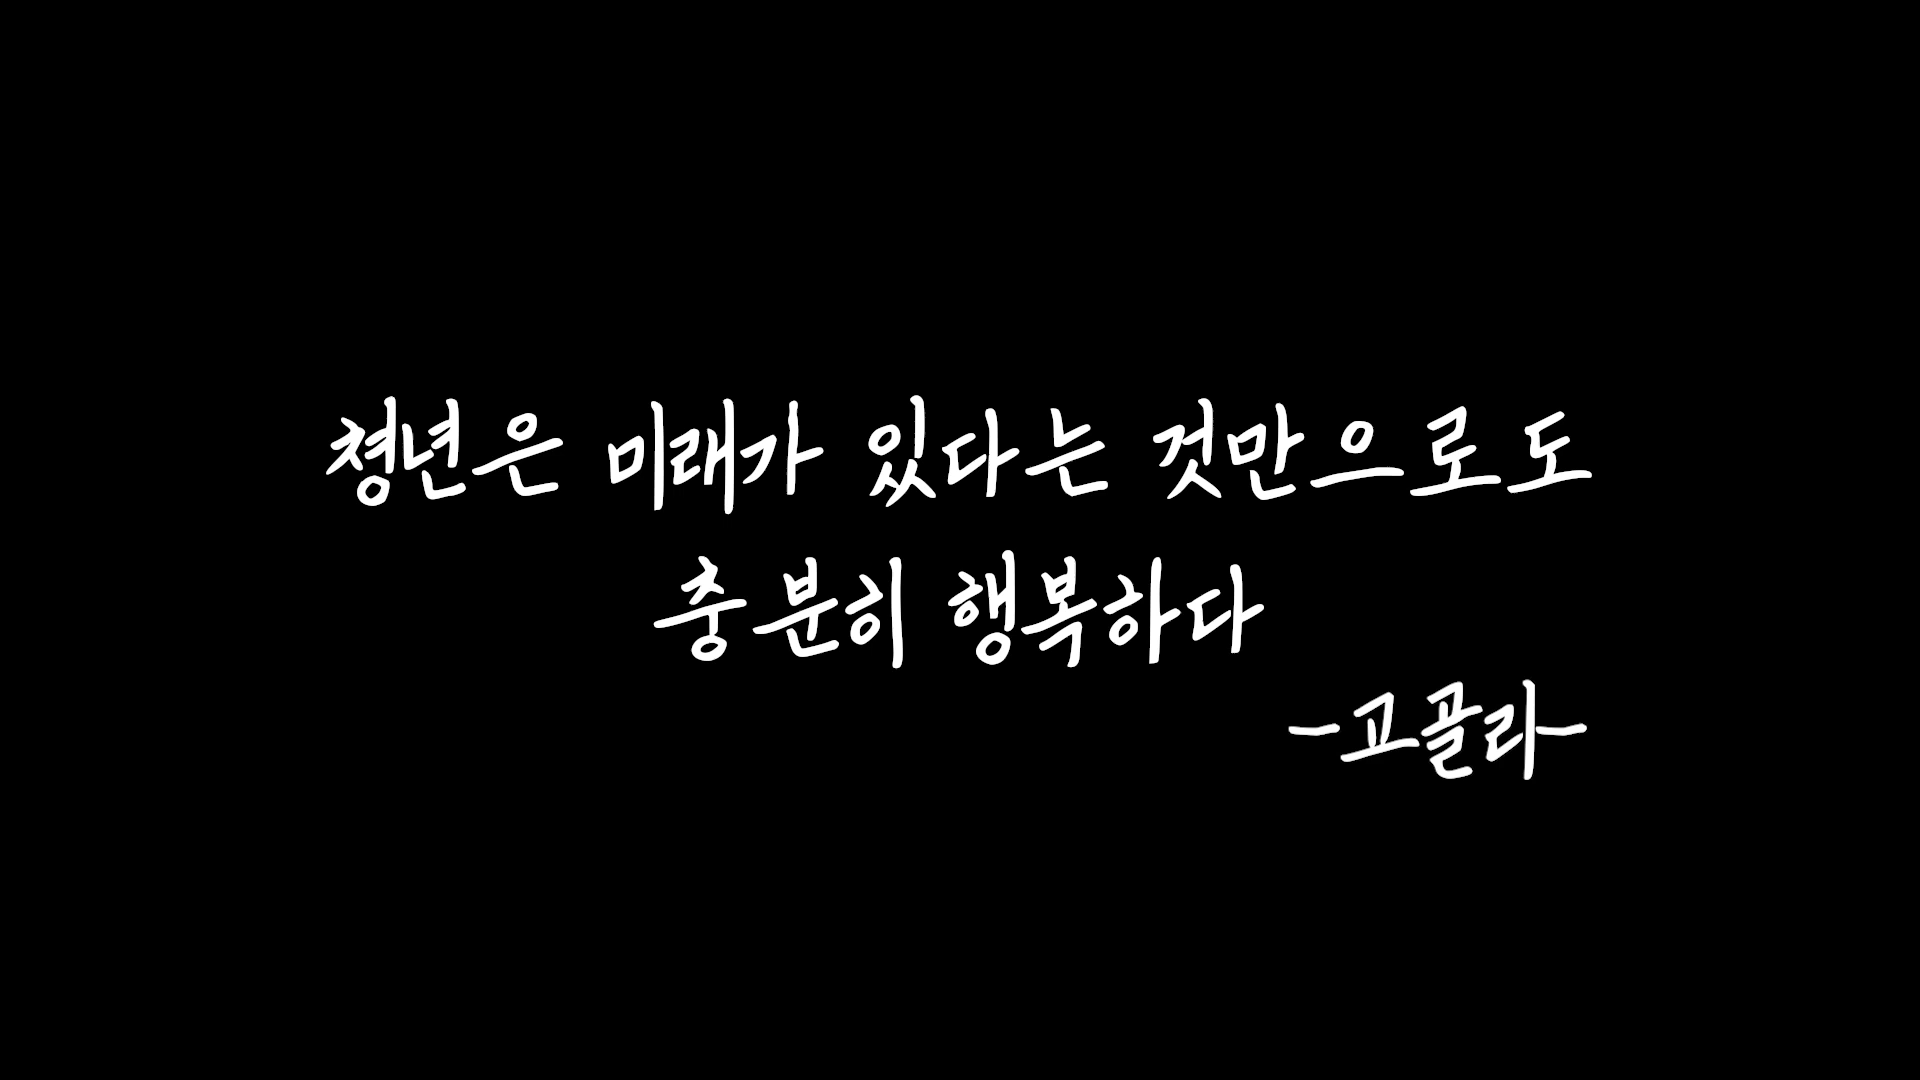 청년은 미래가 있다는 것만으로도
충분히 행복하다
-고골리-